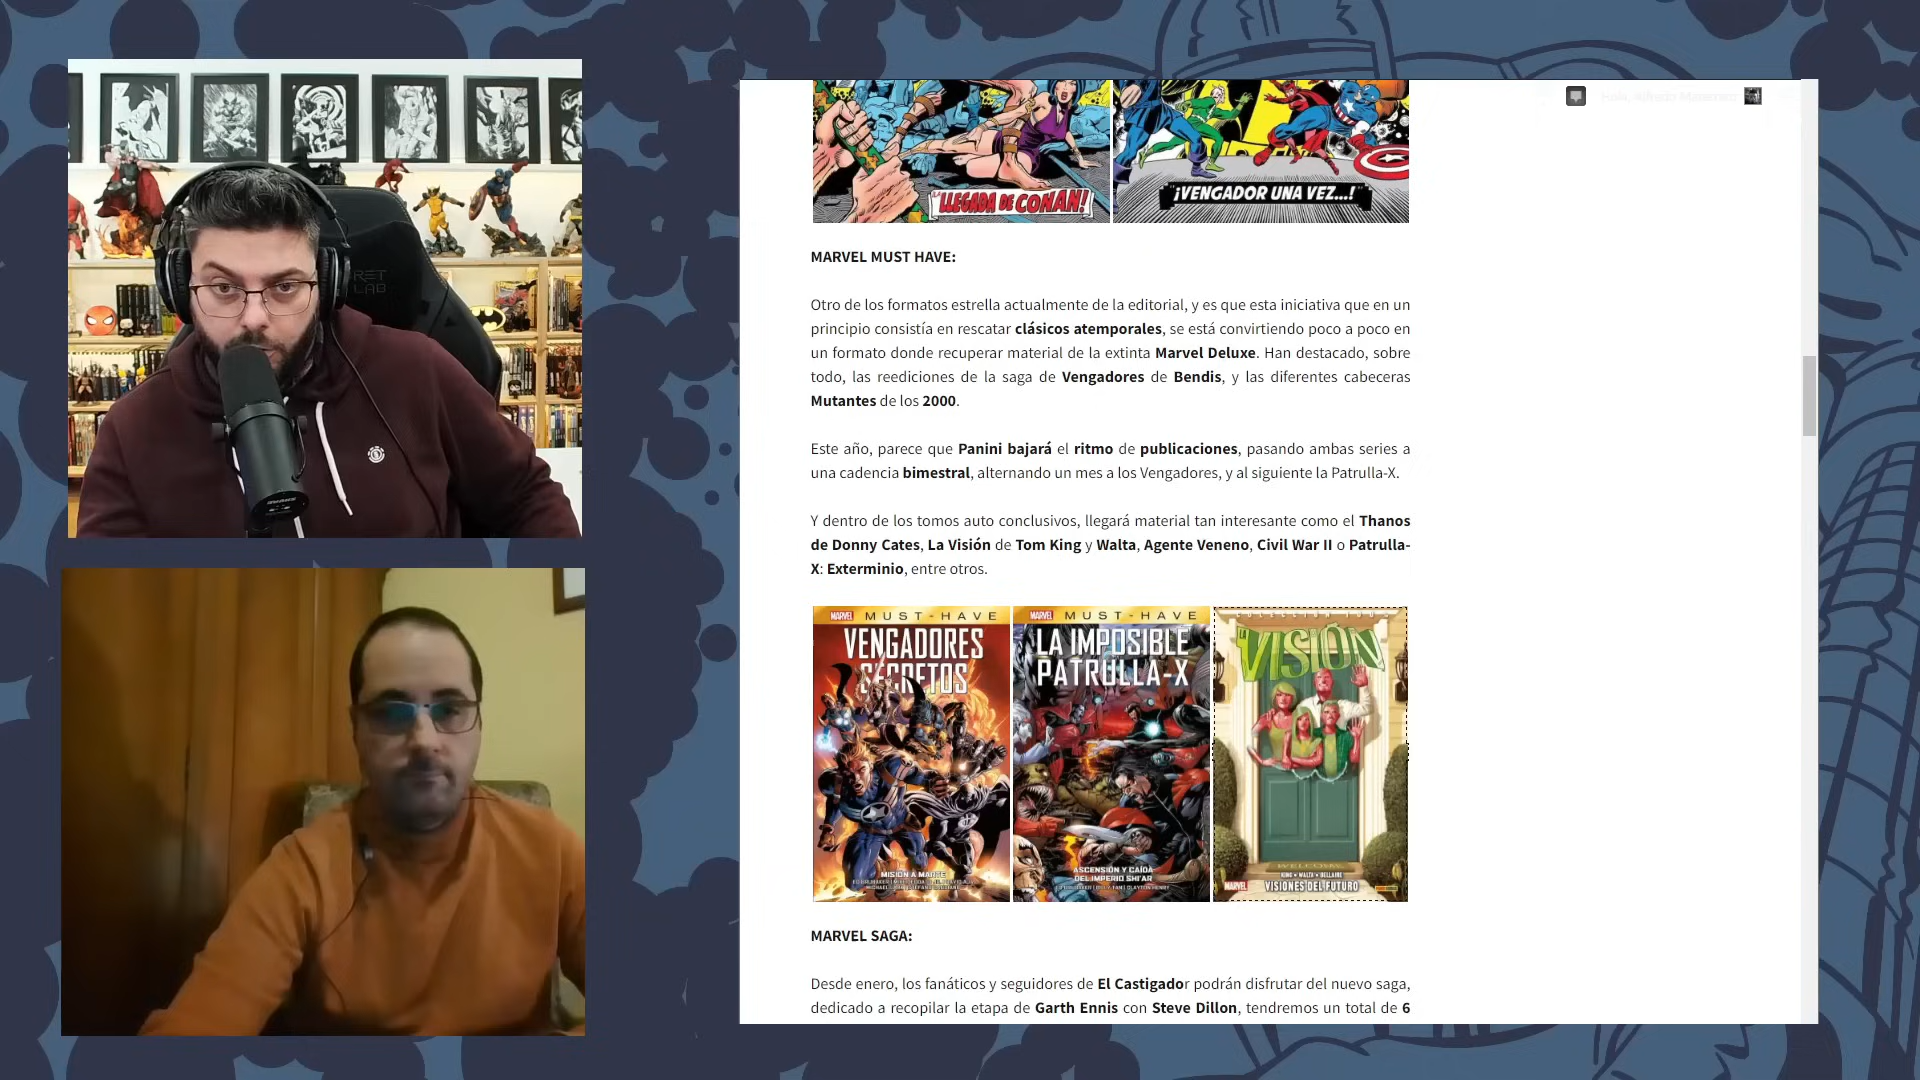 LLEGADA DE CONAN!
"¡VENGADOR UNA VEZ...!"
MARVEL MUST HAVE:
Otro de los formatos estrella actualmente de la editorial, y es que esta iniciativa que en un
principio consistía en rescatar clásicos atemporales, se está convirtiendo poco a poco en
un formato donde recuperar material de la extinta Marvel Deluxe. Han destacado, sobre
todo, las reediciones de la saga de Vengadores de Bendis, y las diferentes cabeceras
Mutantes de los 2000.
Este año, parece que Panini bajará el ritmo de publicaciones, pasando ambas series a
una cadencia bimestral, alternando un mes a los Vengadores, y al siguiente la Patrulla-X.
Y dentro de los tomos auto conclusivos, llegará material tan interesante como el Thanos
de Donny Cates, La Visión de Tom King y Walta, Agente Veneno, Civil War II o Patrulla-
X: Exterminio, entre otros.
MARVEL MUST-HAVE
VENGADORES
SECRETOS
MISIÓN A MARTE
MARVEL MUST-HAVE
LA IMPOSIBLE
PATRULLA-X
ASCENSIÓN Y CAÍDA
DEL IMPERIO SHI'AR
LA
VISIÓN
WELCOME
KING • WALTA • BELLAIRE
MARVEL
VISIONES DEL FUTURO
MARVEL SAGA:
Desde enero, los fanáticos y seguidores de El Castigador podrán disfrutar del nuevo saga,
dedicado a recopilar la etapa de Garth Ennis con Steve Dillon, tendremos un total de 6